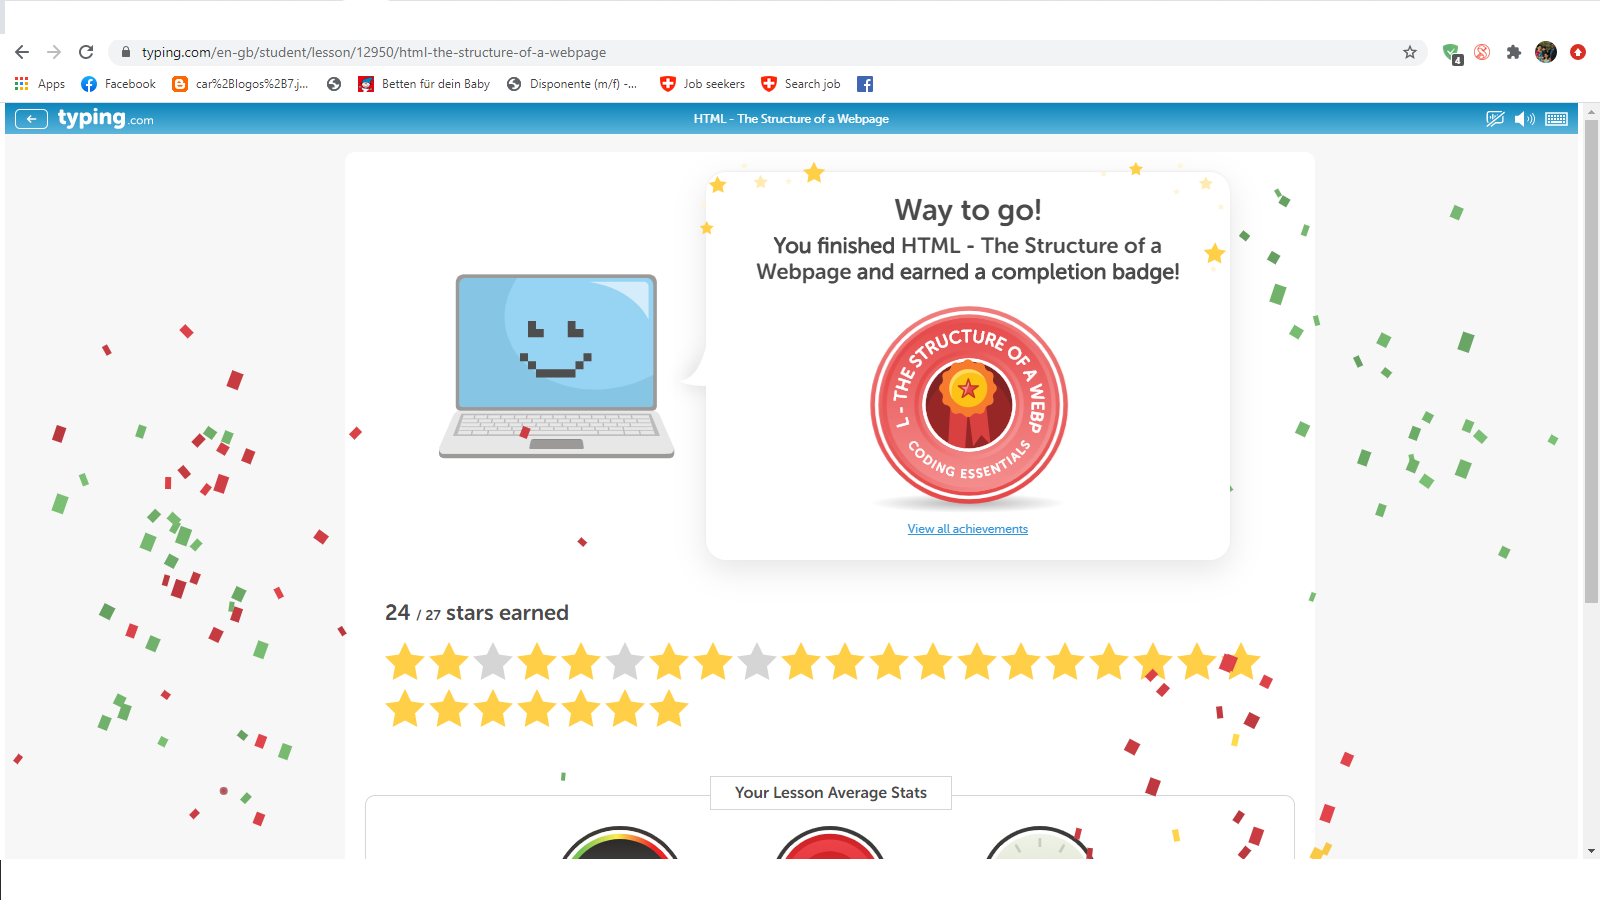 typing.com/en-gb/student/lesson/12950/html-the-structure-of-a-webpage
4
Apps
Facebook
car%2Blogos%2B7.j...
Betten für dein Baby
Disponente (m/f) -...
Job seekers
Search job
typing.com
HTML - The Structure of a Webpage
Way to go!
You finished HTML - The Structure of a
Webpage and earned a completion badge!
L - THE STRUCTURE OF A WEBP
CODING ESSENTIALS
View all achievements
24 / 27 stars earned
Your Lesson Average Stats